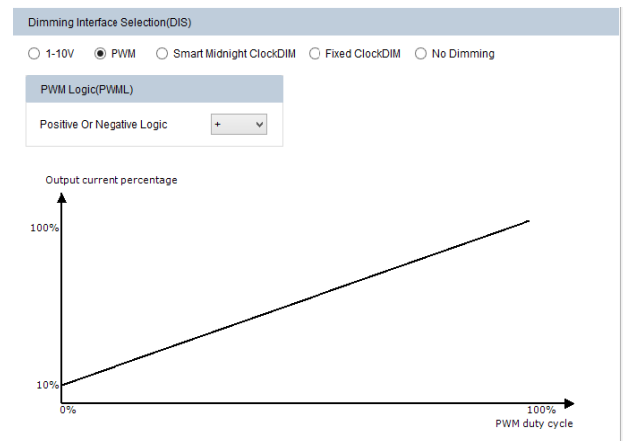 Dimming Interface Selection(DIS)
1-10V PWM Smart Midnight ClockDIM Fixed ClockDIM No Dimming
PWM Logic(PWML)
Positive Or Negative Logic +
Output current percentage
100%
10%
0% 100%
PWM duty cycle